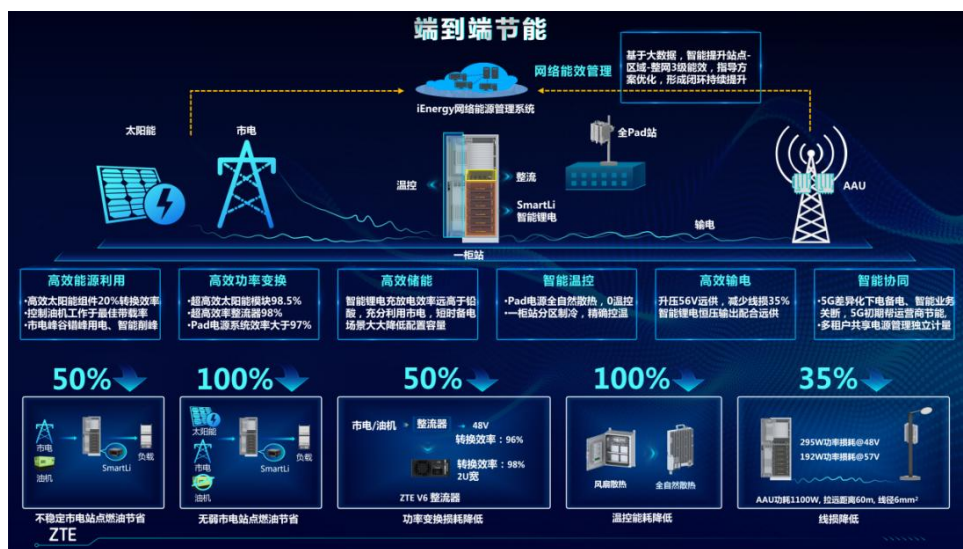 端到端节能
网络能效管理
基于大数据，智能提升站点-
区域-整网3级能效，指导方
案优化，形成闭环持续提升
iEnergy网络能源管理系统
太阳能
市电
全Pad站
温控
整流
SmartLi
智能锂电
AAU
输电
一柜站
高效能源利用
•高效太阳能组件20%转换效率
•控制油机工作于最佳带载率
•市电峰谷错峰用电、智能削峰
高效功率变换
•超高效太阳能模块98.5%
•超高效整流器98%
•Pad电源系统效率大于97%
高效储能
智能锂电充放电效率远高于铅
酸，充分利用市电，短时备电
场景大大降低配置容量
智能温控
•Pad电源全自然散热，0温控
•一柜站分区制冷，精确控温
高效输电
升压56V远供，减少线损35%
智能锂电恒压输出配合远供
智能协同
•5G差异化下电备电、智能业务
关断，5G初期帮运营商节能,
•多租户共享电源管理独立计量
50%
市电
油机
SmartLi
负载
不稳定市电站点燃油节省
100%
太阳能
市电
油机
SmartLi
负载
无弱市电站点燃油节省
50%
市电/油机
整流器
48V
转换效率：96%
转换效率：98%
2U宽
ZTE V6 整流器
功率变换损耗降低
100%
风扇散热
全自然散热
温控能耗降低
35%
295W功率损耗@48V
192W功率损耗@57V
AAU功耗1100W, 拉远距离60m, 线径6mm²
线损降低
ZTE